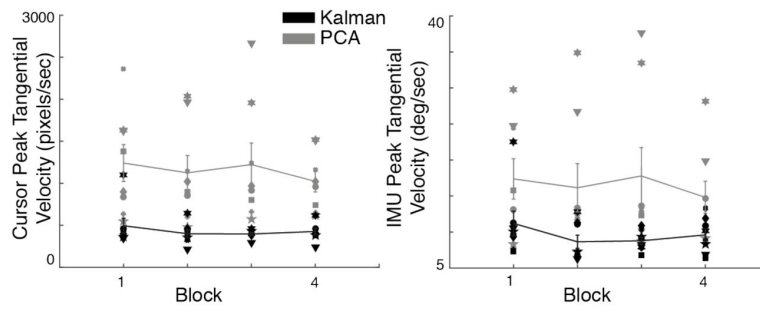 3000
Kalman
PCA
Cursor Peak Tangential
Velocity (pixels/sec)
0
1
4
Block
40
IMU Peak Tangential
Velocity (deg/sec)
5
1
4
Block